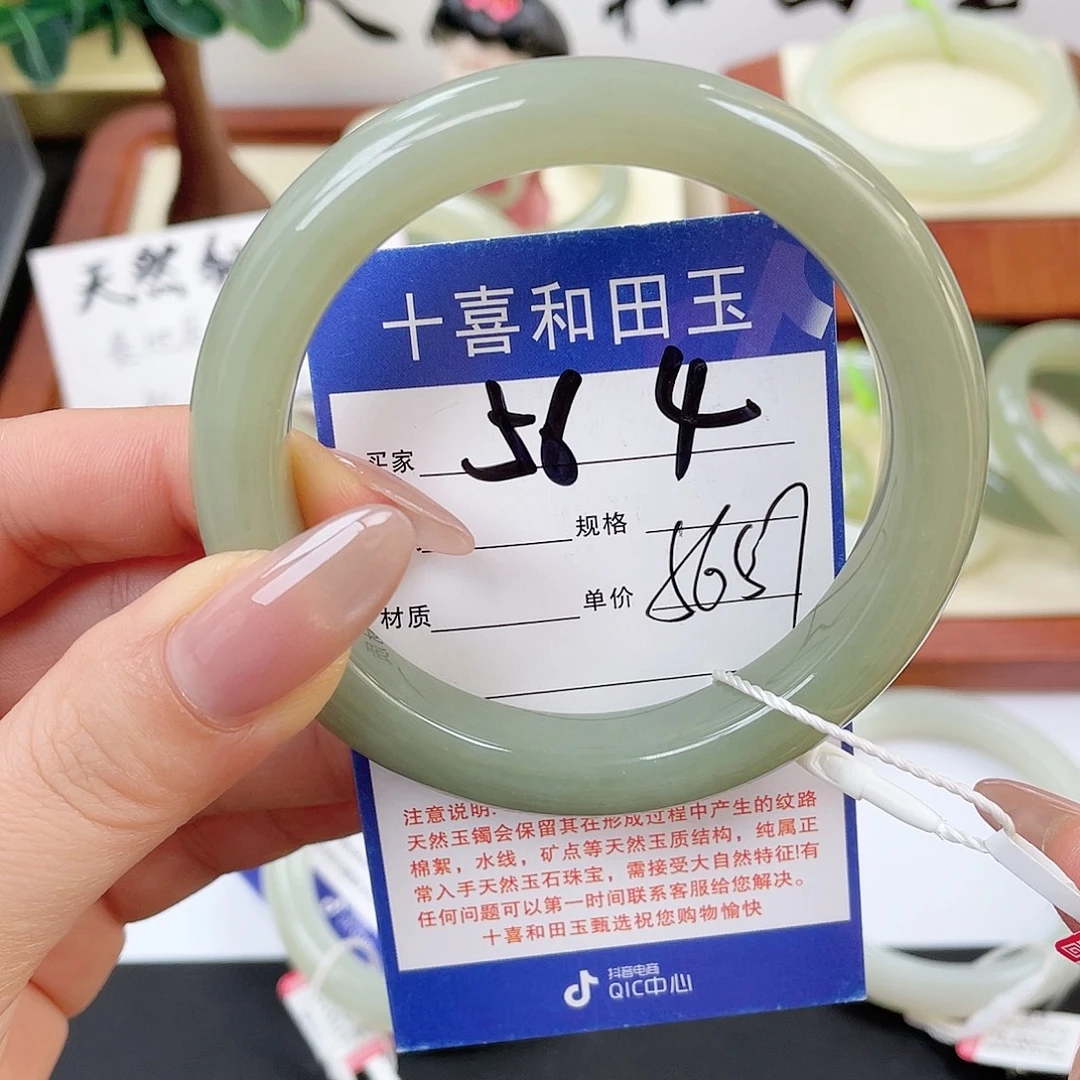 天然
十喜和田玉
买家 56 4
规格
材质 单价
注意说明:
天然玉镯会保留其在形成过程中产生的纹路
棉絮，水线，矿点等天然玉质结构，纯属正
常入手天然玉石珠宝，需接受大自然特征!有
任何问题可以第一时间联系客服给您解决。
十喜和田玉甄选祝您购物愉快
抖音电商
QIC中心